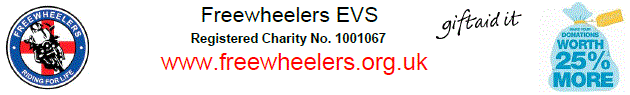 FREEWHEELERS
RIDING FOR LIFE
Freewheelers EVS
Registered Charity No. 1001067
www.freewheelers.org.uk
giftaid it
DONATIONS
WORTH
25%
MORE